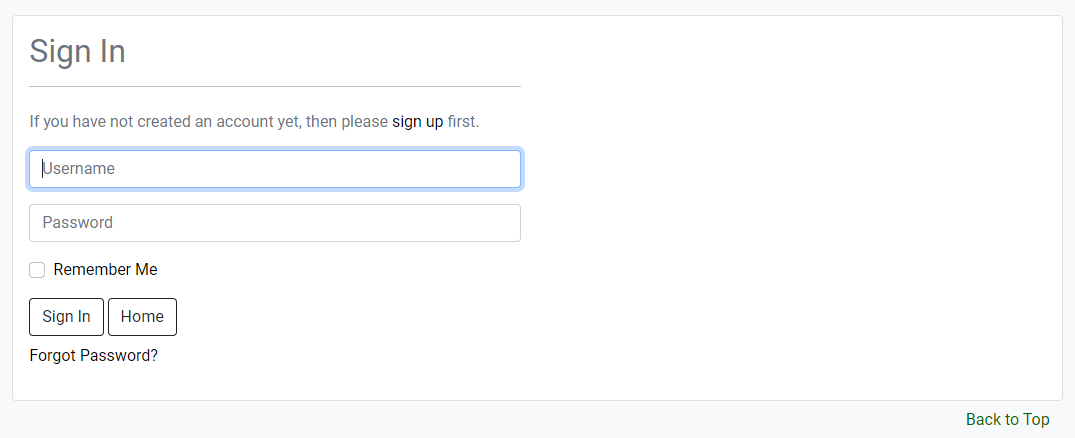 Sign In
If you have not created an account yet, then please sign up first.
Username
Password
Remember Me
Sign In Home
Forgot Password?
Back to Top